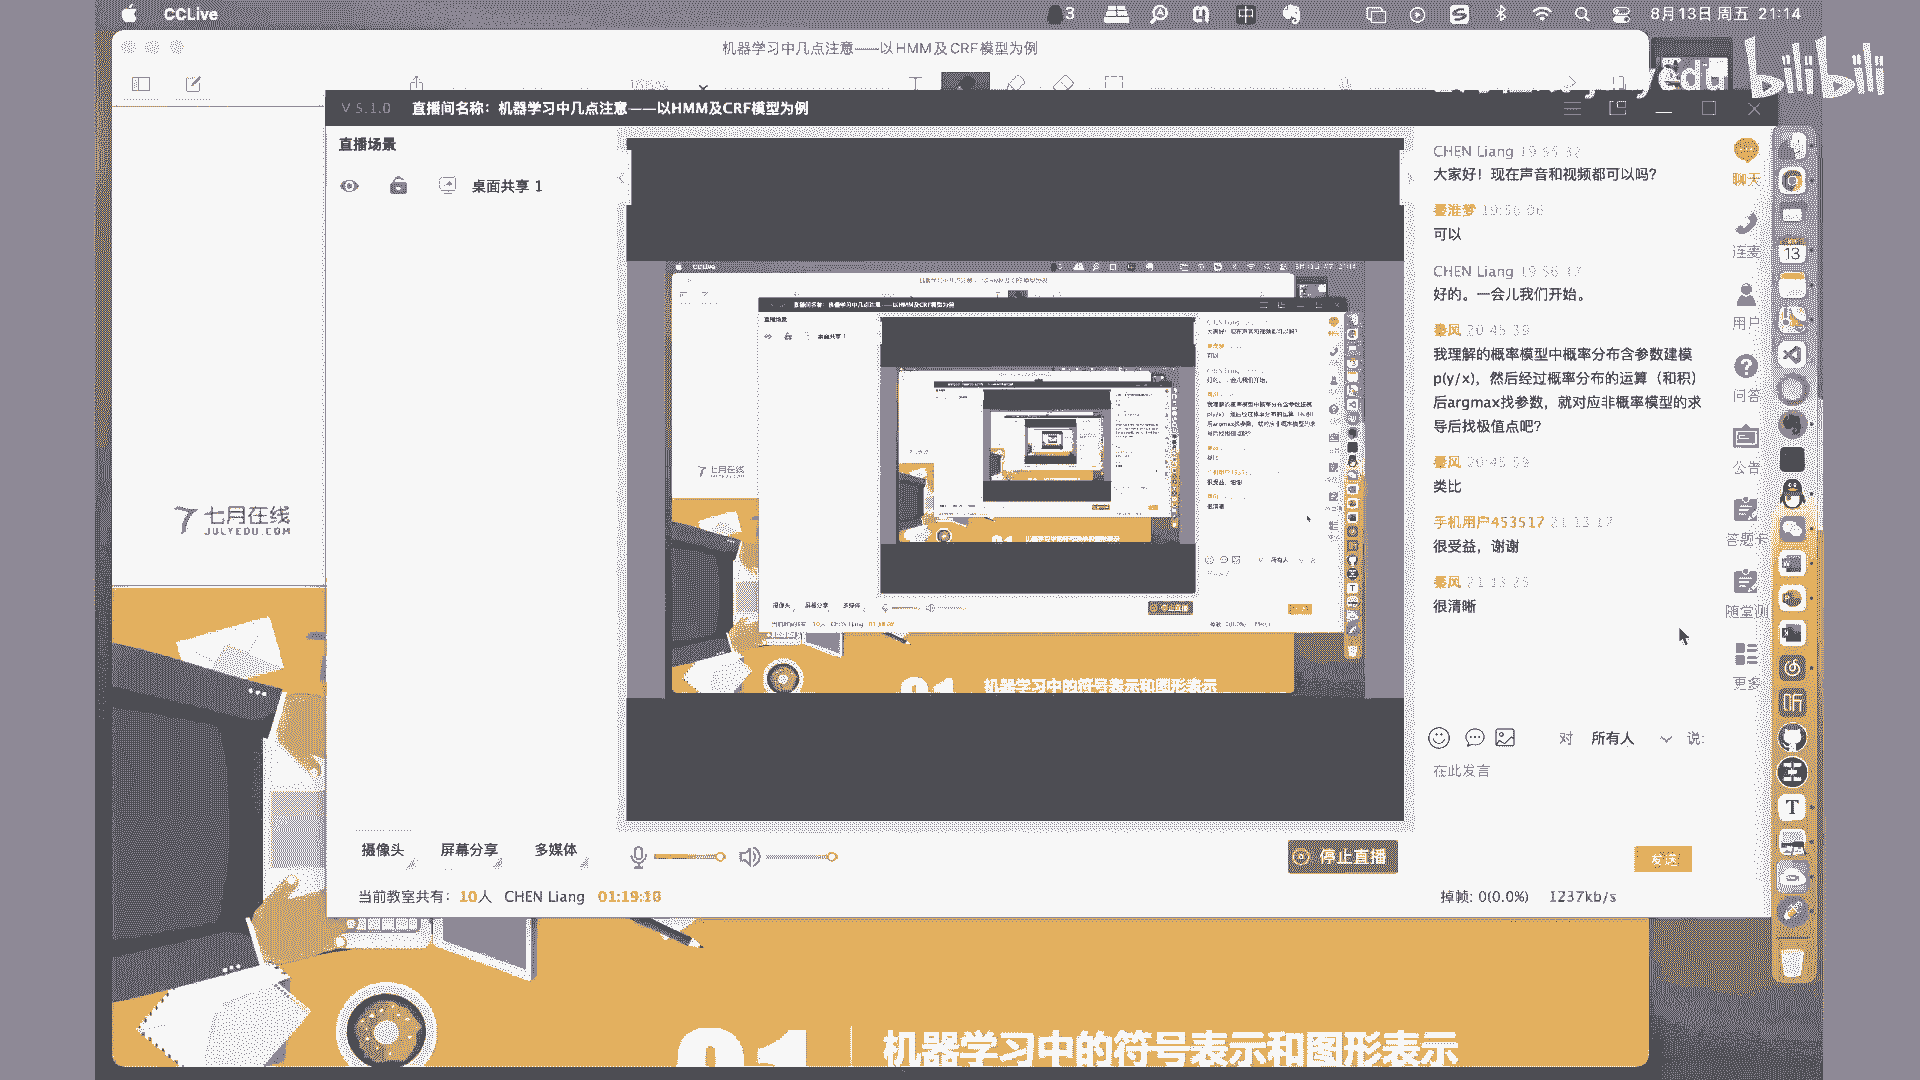 CCLive
3
中
8月13日 周五 21:14
bilibili
机器学习中几点注意——以HMM及CRF模型为例
V 5.1.0 直播间名称：机器学习中几点注意——以HMM及CRF模型为例
直播场景
桌面共享 1
CHEN Liang 19:55:32
大家好！现在声音和视频都可以吗？
19:56:06
可以
CHEN Liang 19:56:17
好的。一会儿我们开始。
秦风 20:45:39
我理解的概率模型中概率分布含参数建模
p(y/x)，然后经过概率分布的运算（和积）
后argmax找参数，就对应非概率模型的求
导后找极值点吧？
秦风 20:45:59
类比
手机用户453517 21:13:17
很受益，谢谢
秦风 21:13:25
很清晰
聊天
连麦
用户
问答
公告
答题卡
随堂测
更多
13
七月在线
JULYEDU.COM
对 所有人 说:
在此发言
发送
摄像头
屏幕分享
多媒体
停止直播
当前教室共有: 10人 CHEN Liang 01:19:10
掉帧: 0(0.0%) 1237kb/s
01
机器学习中的符号表示和图形表示